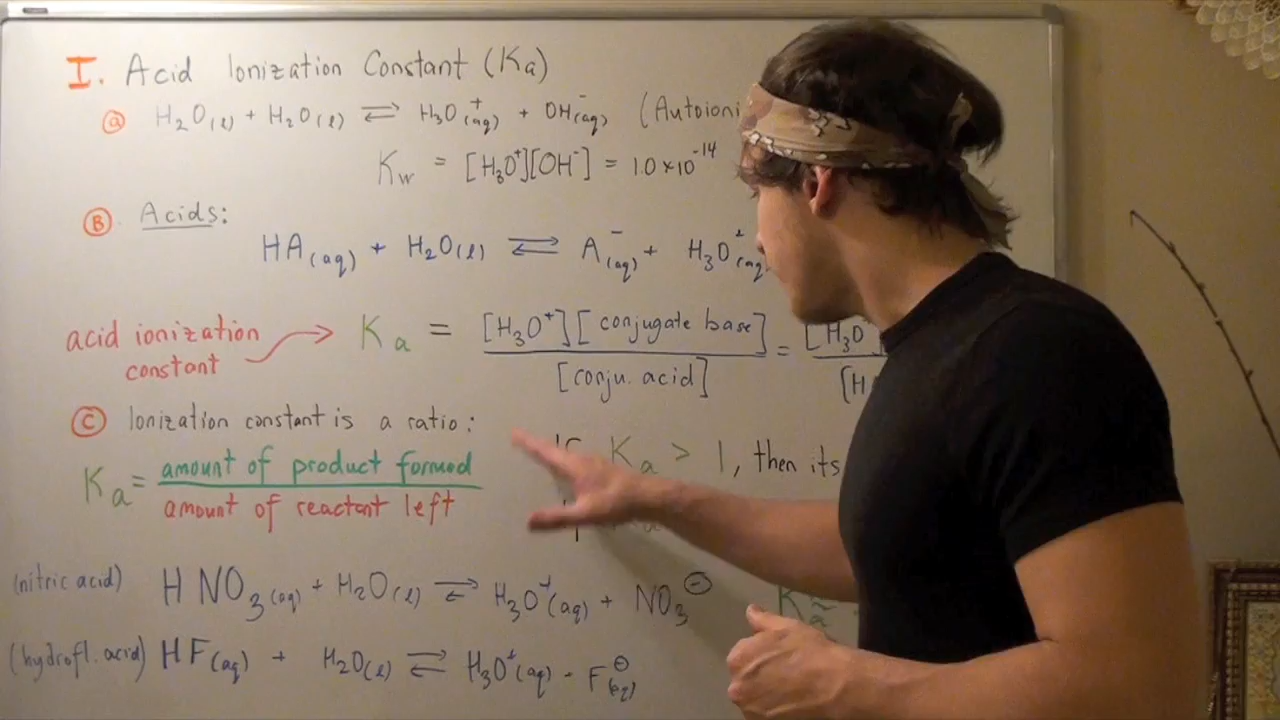 I. Acid Ionization Constant (Ka)
(a) H₂O(l) + H₂O(l) ⇌ H₃O⁺(aq) + OH⁻(aq) (Autoioni
Kw = [H₃O⁺][OH⁻] = 1.0 × 10⁻¹⁴
(B) Acids:
HA(aq) + H₂O(l) ⇌ A⁻(aq) + H₃O⁺(aq)
acid ionization constant → Ka = [H₃O⁺][conjugate base] / [conju. acid] = [H₃O / [H
(C) Ionization constant is a ratio:
Ka = amount of product formed / amount of reactant left
If Ka > 1, then its
(nitric acid) HNO₃(aq) + H₂O(l) ⇌ H₃O⁺(aq) + NO₃⊖
(hydrofl. acid) HF(aq) + H₂O(l) ⇌ H₃O⁺(aq) - F⊖(aq)